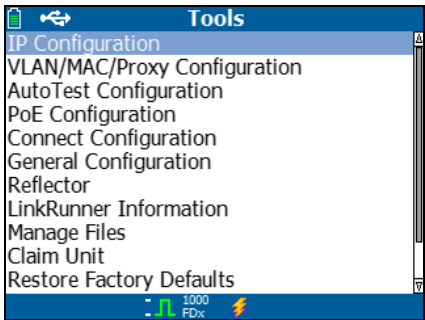 Tools
IP Configuration
VLAN/MAC/Proxy Configuration
AutoTest Configuration
PoE Configuration
Connect Configuration
General Configuration
Reflector
LinkRunner Information
Manage Files
Claim Unit
Restore Factory Defaults
1000
FDx